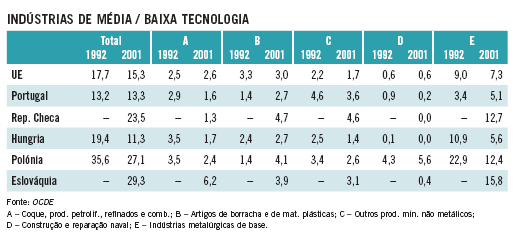 INDÚSTRIAS DE MÉDIA / BAIXA TECNOLOGIA
Total A B C D E
1992 2001 1992 2001 1992 2001 1992 2001 1992 2001 1992 2001
UE 17,7 15,3 2,5 2,6 3,3 3,0 2,2 1,7 0,6 0,6 9,0 7,3
Portugal 13,2 13,3 2,9 1,6 1,4 2,7 4,6 3,6 0,9 0,2 3,4 5,1
Rep. Checa – 23,5 – 1,3 – 4,7 – 4,6 – 0,0 – 12,7
Hungria 19,4 11,3 3,5 1,7 2,4 2,7 2,5 1,4 0,1 0,0 10,9 5,6
Polónia 35,6 27,1 3,5 2,4 1,4 4,1 3,4 2,6 4,3 5,6 22,9 12,4
Eslováquia – 29,3 – 6,2 – 3,9 – 3,1 – 0,4 – 15,8
Fonte: OCDE
A – Coque, prod. petrolíf., refinados e comb.; B – Artigos de borracha e de mat. plásticas; C – Outros prod. min. não metálicos;
D – Construção e reparação naval; E – Indústrias metalúrgicas de base.